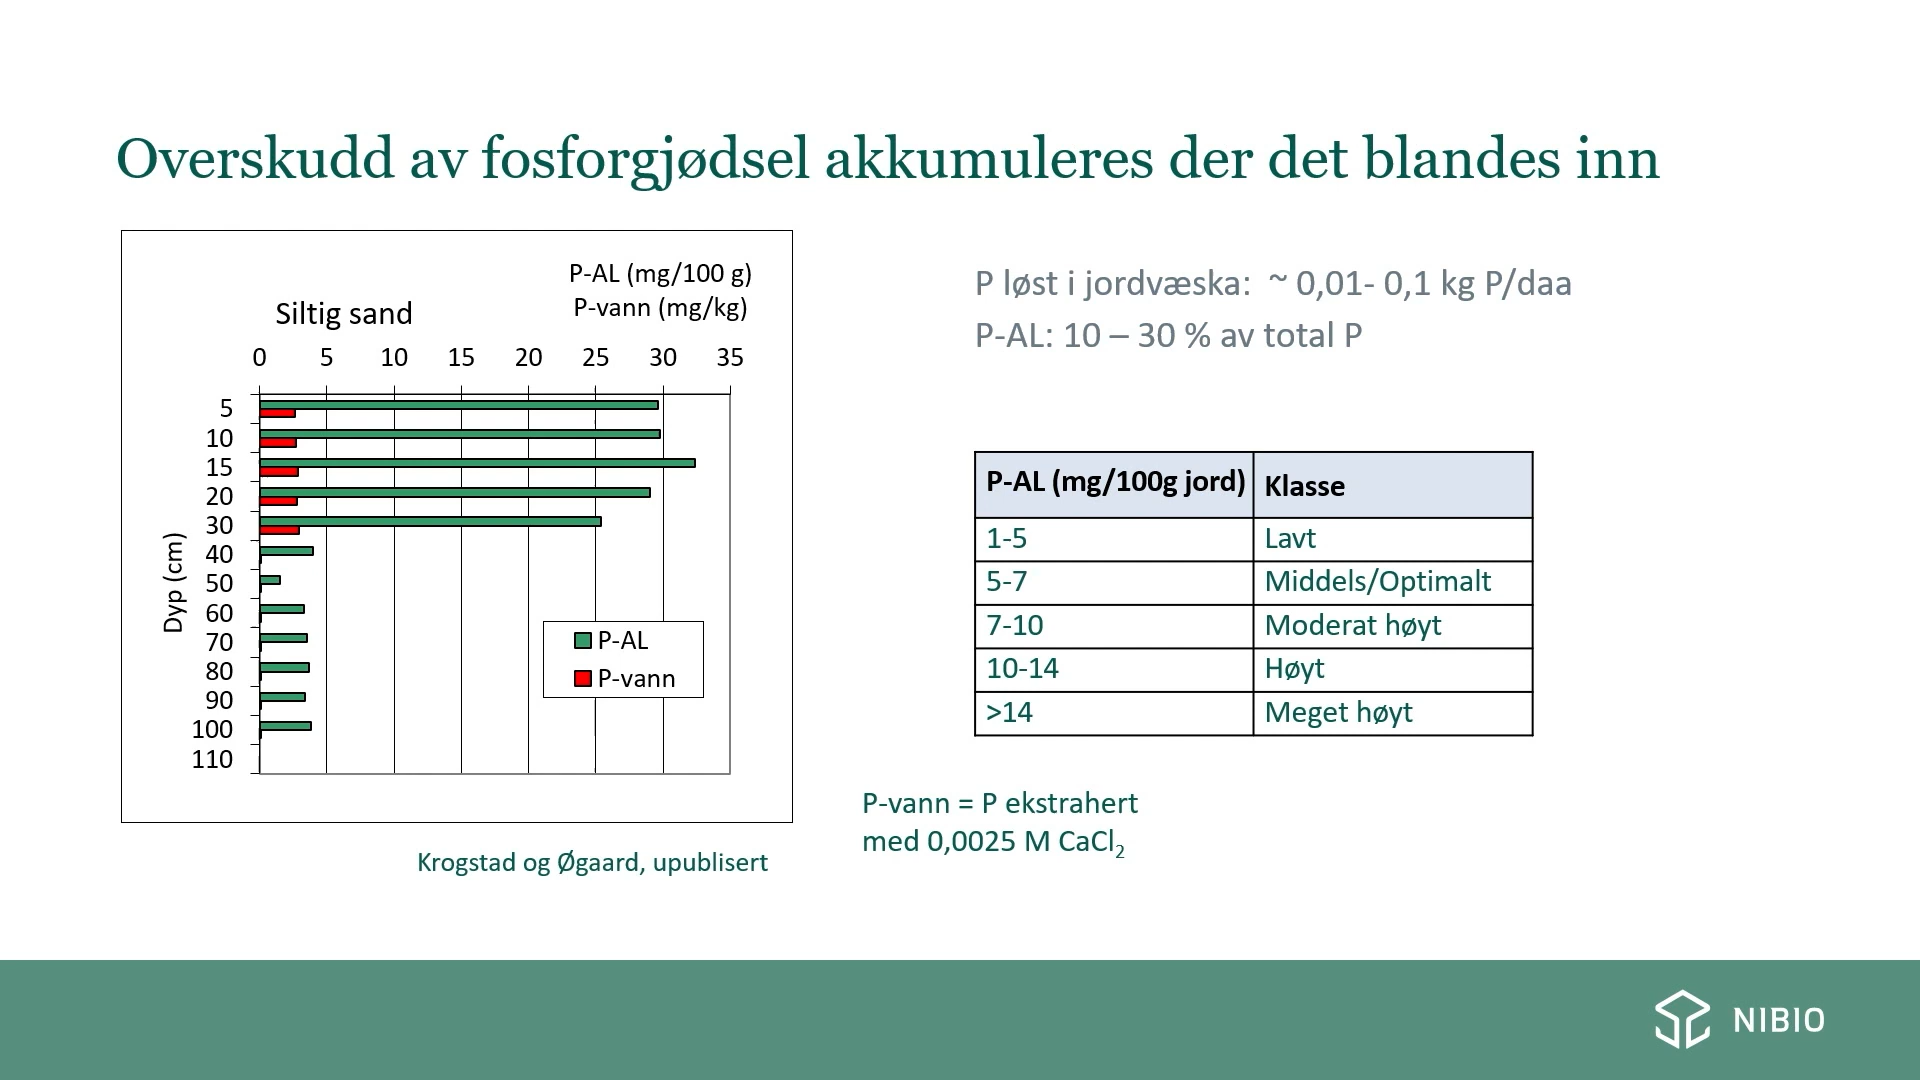 Overskudd av fosforgjødsel akkumuleres der det blandes inn
P-AL (mg/100 g)
P-vann (mg/kg)
Siltig sand
0 5 10 15 20 25 30 35
5
10
15
20
30
40
50
60
70
80
90
100
110
Dyp (cm)
P-AL
P-vann
Krogstad og Øgaard, upublisert
P løst i jordvæska: ~ 0,01- 0,1 kg P/daa
P-AL: 10 – 30 % av total P
P-AL (mg/100g jord) Klasse
1-5 Lavt
5-7 Middels/Optimalt
7-10 Moderat høyt
10-14 Høyt
>14 Meget høyt
P-vann = P ekstrahert
med 0,0025 M CaCl₂
NIBIO